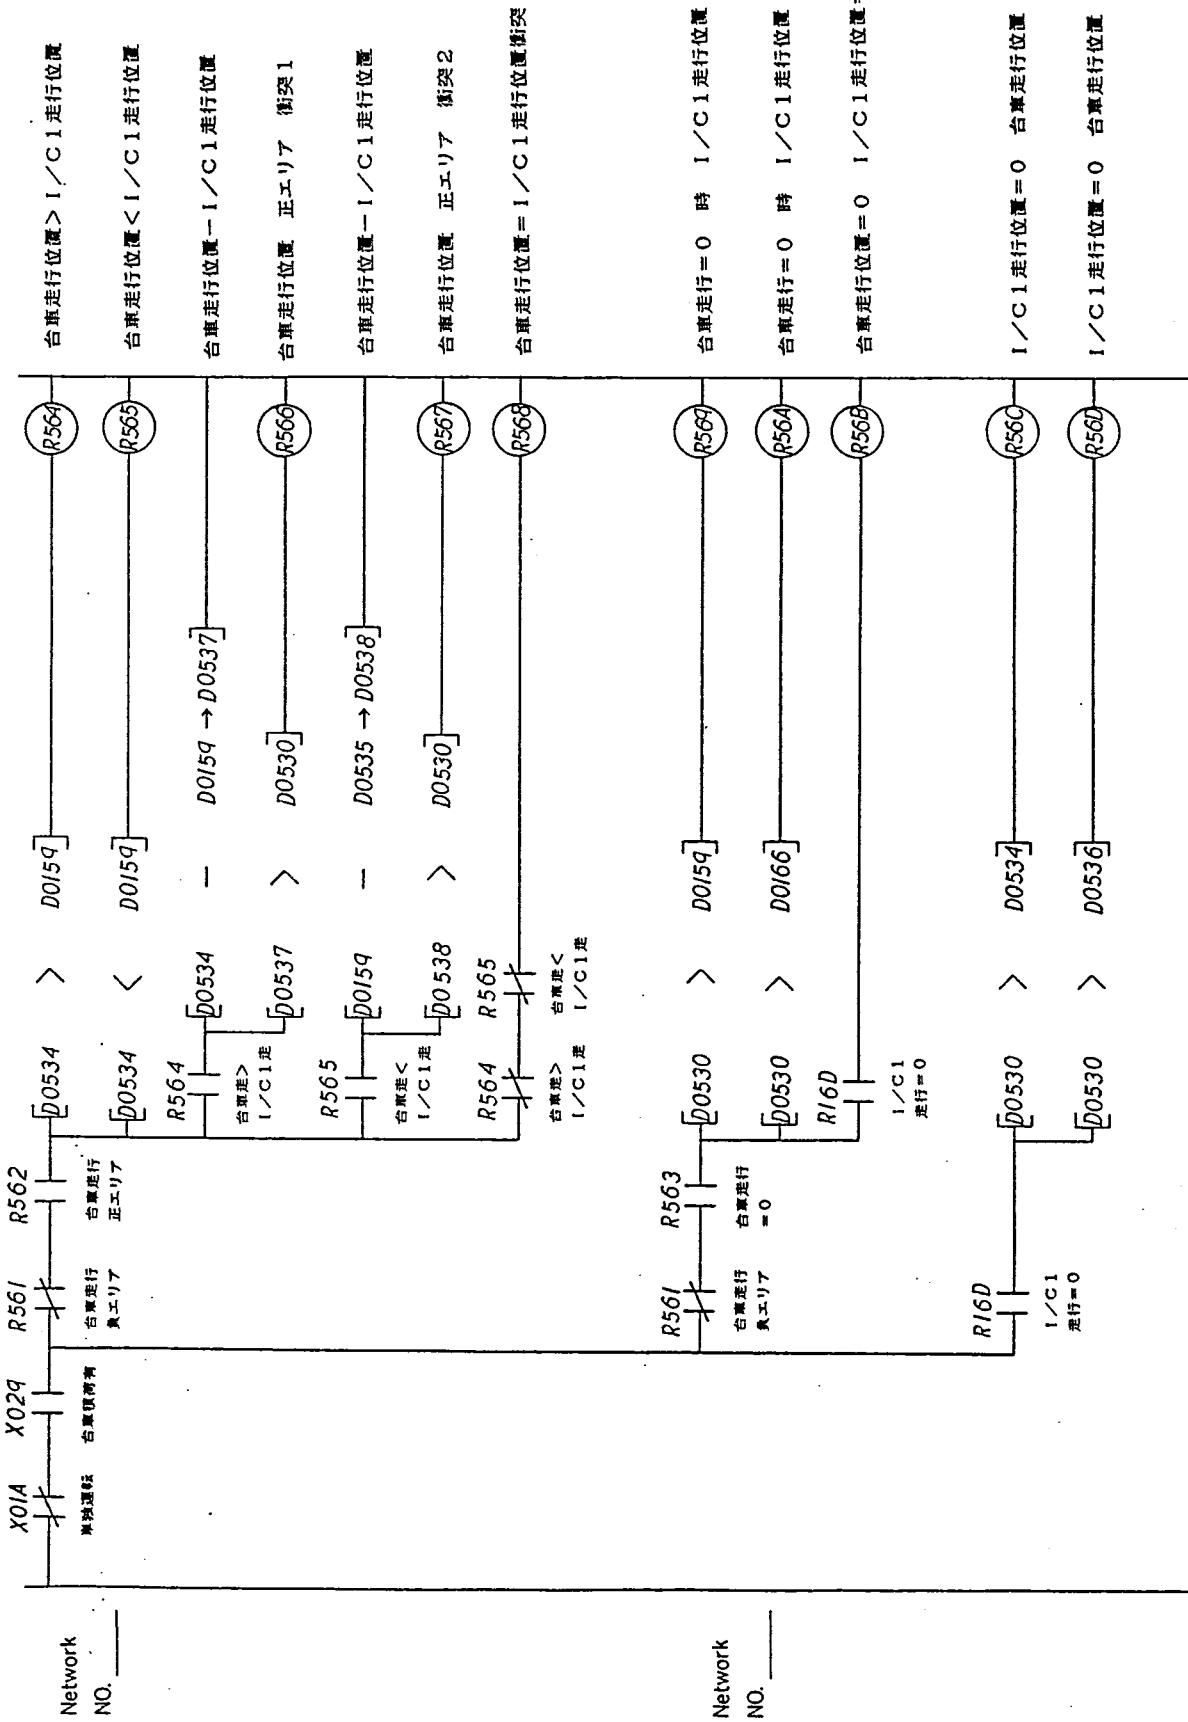 Network
NO.
X01A
単独運転
X029
台車積荷有
R561
台車走行
負エリア
R562
台車走行
正エリア
[D0534 > D0159]
R564
台車走行位置>I/C1走行位置
[D0534 < D0159]
R565
台車走行位置<I/C1走行位置
R564
台車走>
I/C1走
[D0534 － D0159→D0537]
台車走行位置－I/C1走行位置
[D0537 > D0530]
R566
台車走行位置 正エリア 衝突1
R565
台車走<
I/C1走
[D0159 － D0535→D0538]
台車走行位置－I/C1走行位置
[D0538 > D0530]
R567
台車走行位置 正エリア 衝突2
R564
台車走>
I/C1走
R565
台車走<
I/C1走
R568
台車走行位置=I/C1走行位置衝突
Network
NO.
R561
台車走行
負エリア
R563
台車走行
=0
[D0530 > D0159]
R569
台車走行=0 時 I/C1走行位置
[D0530 > D0166]
R56A
台車走行=0 時 I/C1走行位置
R16D
I/C1
走行=0
R56B
台車走行位置=0 I/C1走行位置=
R16D
I/C1
走行=0
[D0530 > D0534]
R56C
I/C1走行位置=0 台車走行位置
[D0530 > D0536]
R56D
I/C1走行位置=0 台車走行位置